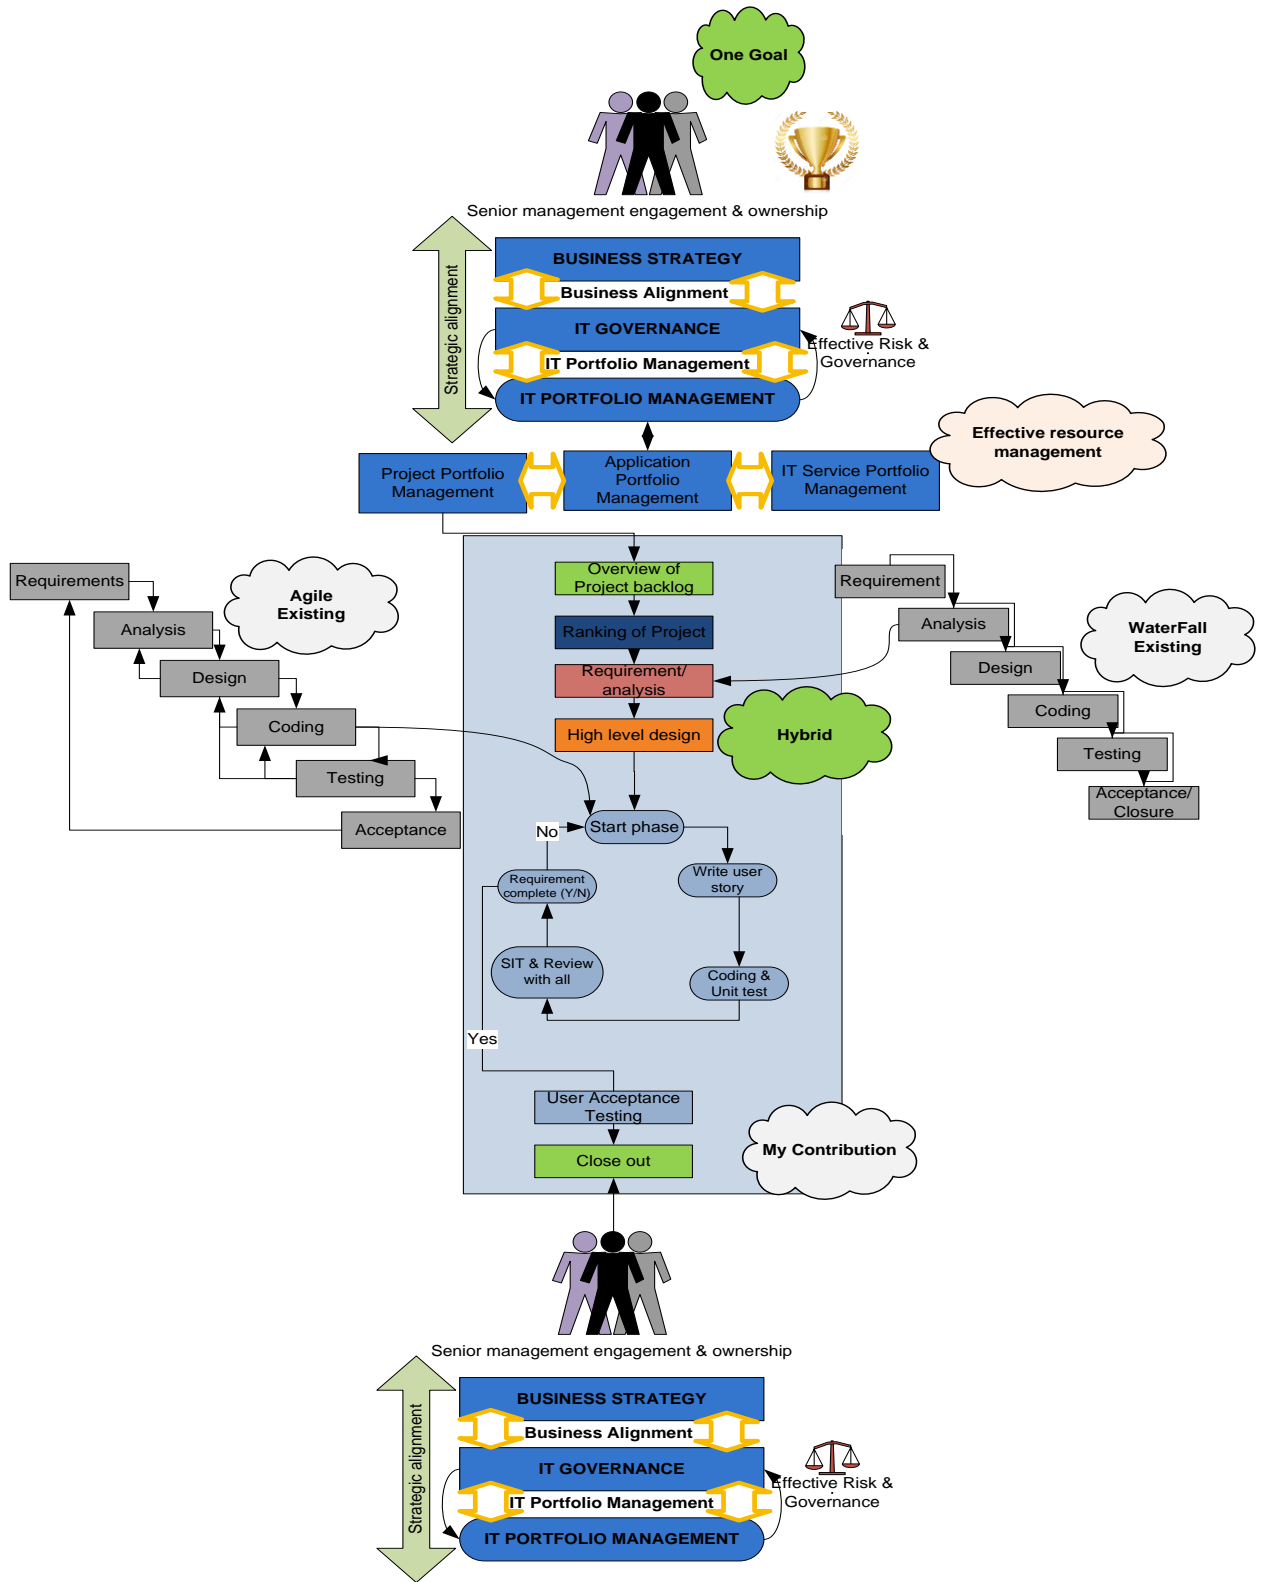 One Goal
Senior management engagement & ownership
Strategic alignment
BUSINESS STRATEGY
Business Alignment
IT GOVERNANCE
IT Portfolio Management
IT PORTFOLIO MANAGEMENT
Effective Risk &
Governance
Project Portfolio
Management
Application
Portfolio
Management
IT Service Portfolio
Management
Effective resource
management
Requirements
Analysis
Design
Coding
Testing
Acceptance
Agile
Existing
Overview of
Project backlog
Ranking of Project
Requirement/
analysis
High level design
Hybrid
Requirement
Analysis
Design
Coding
Testing
Acceptance/
Closure
WaterFall
Existing
Start phase
No
Write user
story
Requirement
complete (Y/N)
SIT & Review
with all
Coding &
Unit test
Yes
User Acceptance
Testing
Close out
My Contribution
Senior management engagement & ownership
Strategic alignment
BUSINESS STRATEGY
Business Alignment
IT GOVERNANCE
IT Portfolio Management
IT PORTFOLIO MANAGEMENT
Effective Risk &
Governance